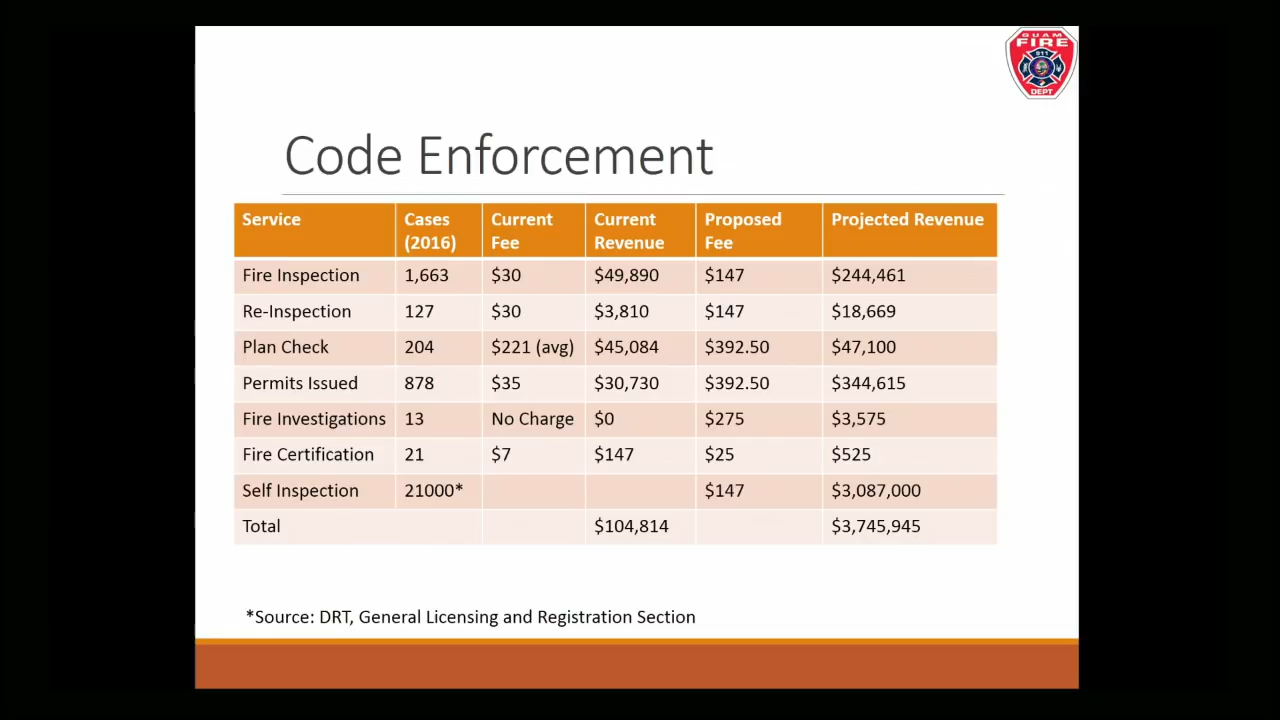 GUAM
FIRE
911
DEPT
Code Enforcement
Service Cases (2016) Current Fee Current Revenue Proposed Fee Projected Revenue
Fire Inspection 1,663 $30 $49,890 $147 $244,461
Re-Inspection 127 $30 $3,810 $147 $18,669
Plan Check 204 $221 (avg) $45,084 $392.50 $47,100
Permits Issued 878 $35 $30,730 $392.50 $344,615
Fire Investigations 13 No Charge $0 $275 $3,575
Fire Certification 21 $7 $147 $25 $525
Self Inspection 21000* $147 $3,087,000
Total $104,814 $3,745,945
*Source: DRT, General Licensing and Registration Section